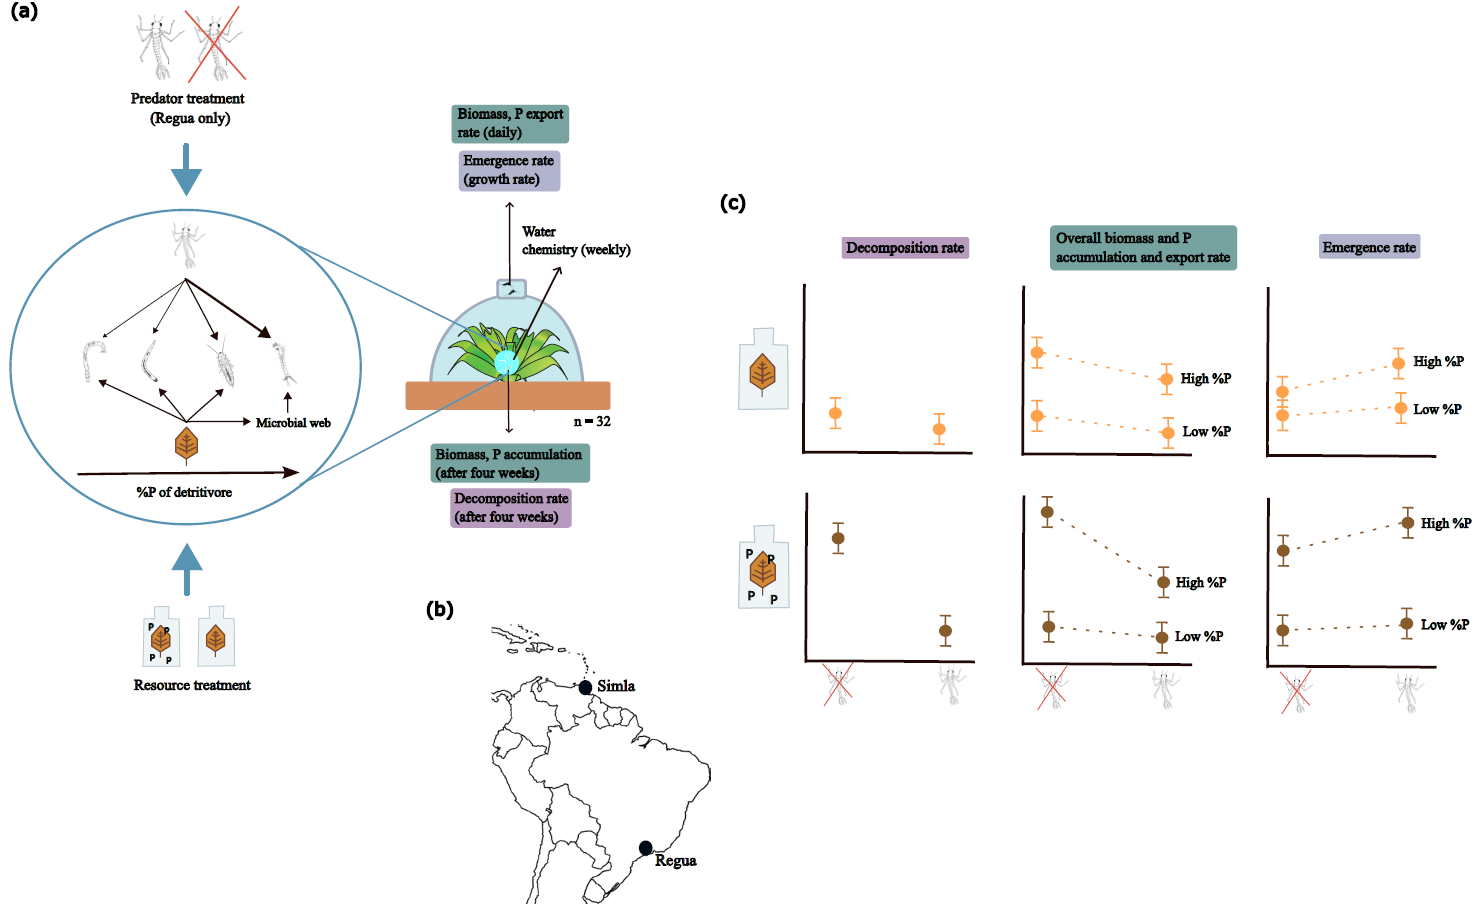 (a)
Predator treatment
(Regua only)
Biomass, P export
rate (daily)
Emergence rate
(growth rate)
Water
chemistry (weekly)
n = 32
Microbial web
%P of detritivore
Biomass, P accumulation
(after four weeks)
Decomposition rate
(after four weeks)
P
P
P
P
Resource treatment
(b)
Simla
Regua
(c)
Decomposition rate
Overall biomass and P
accumulation and export rate
Emergence rate
High %P
Low %P
High %P
Low %P
P
P
P
P
High %P
Low %P
High %P
Low %P